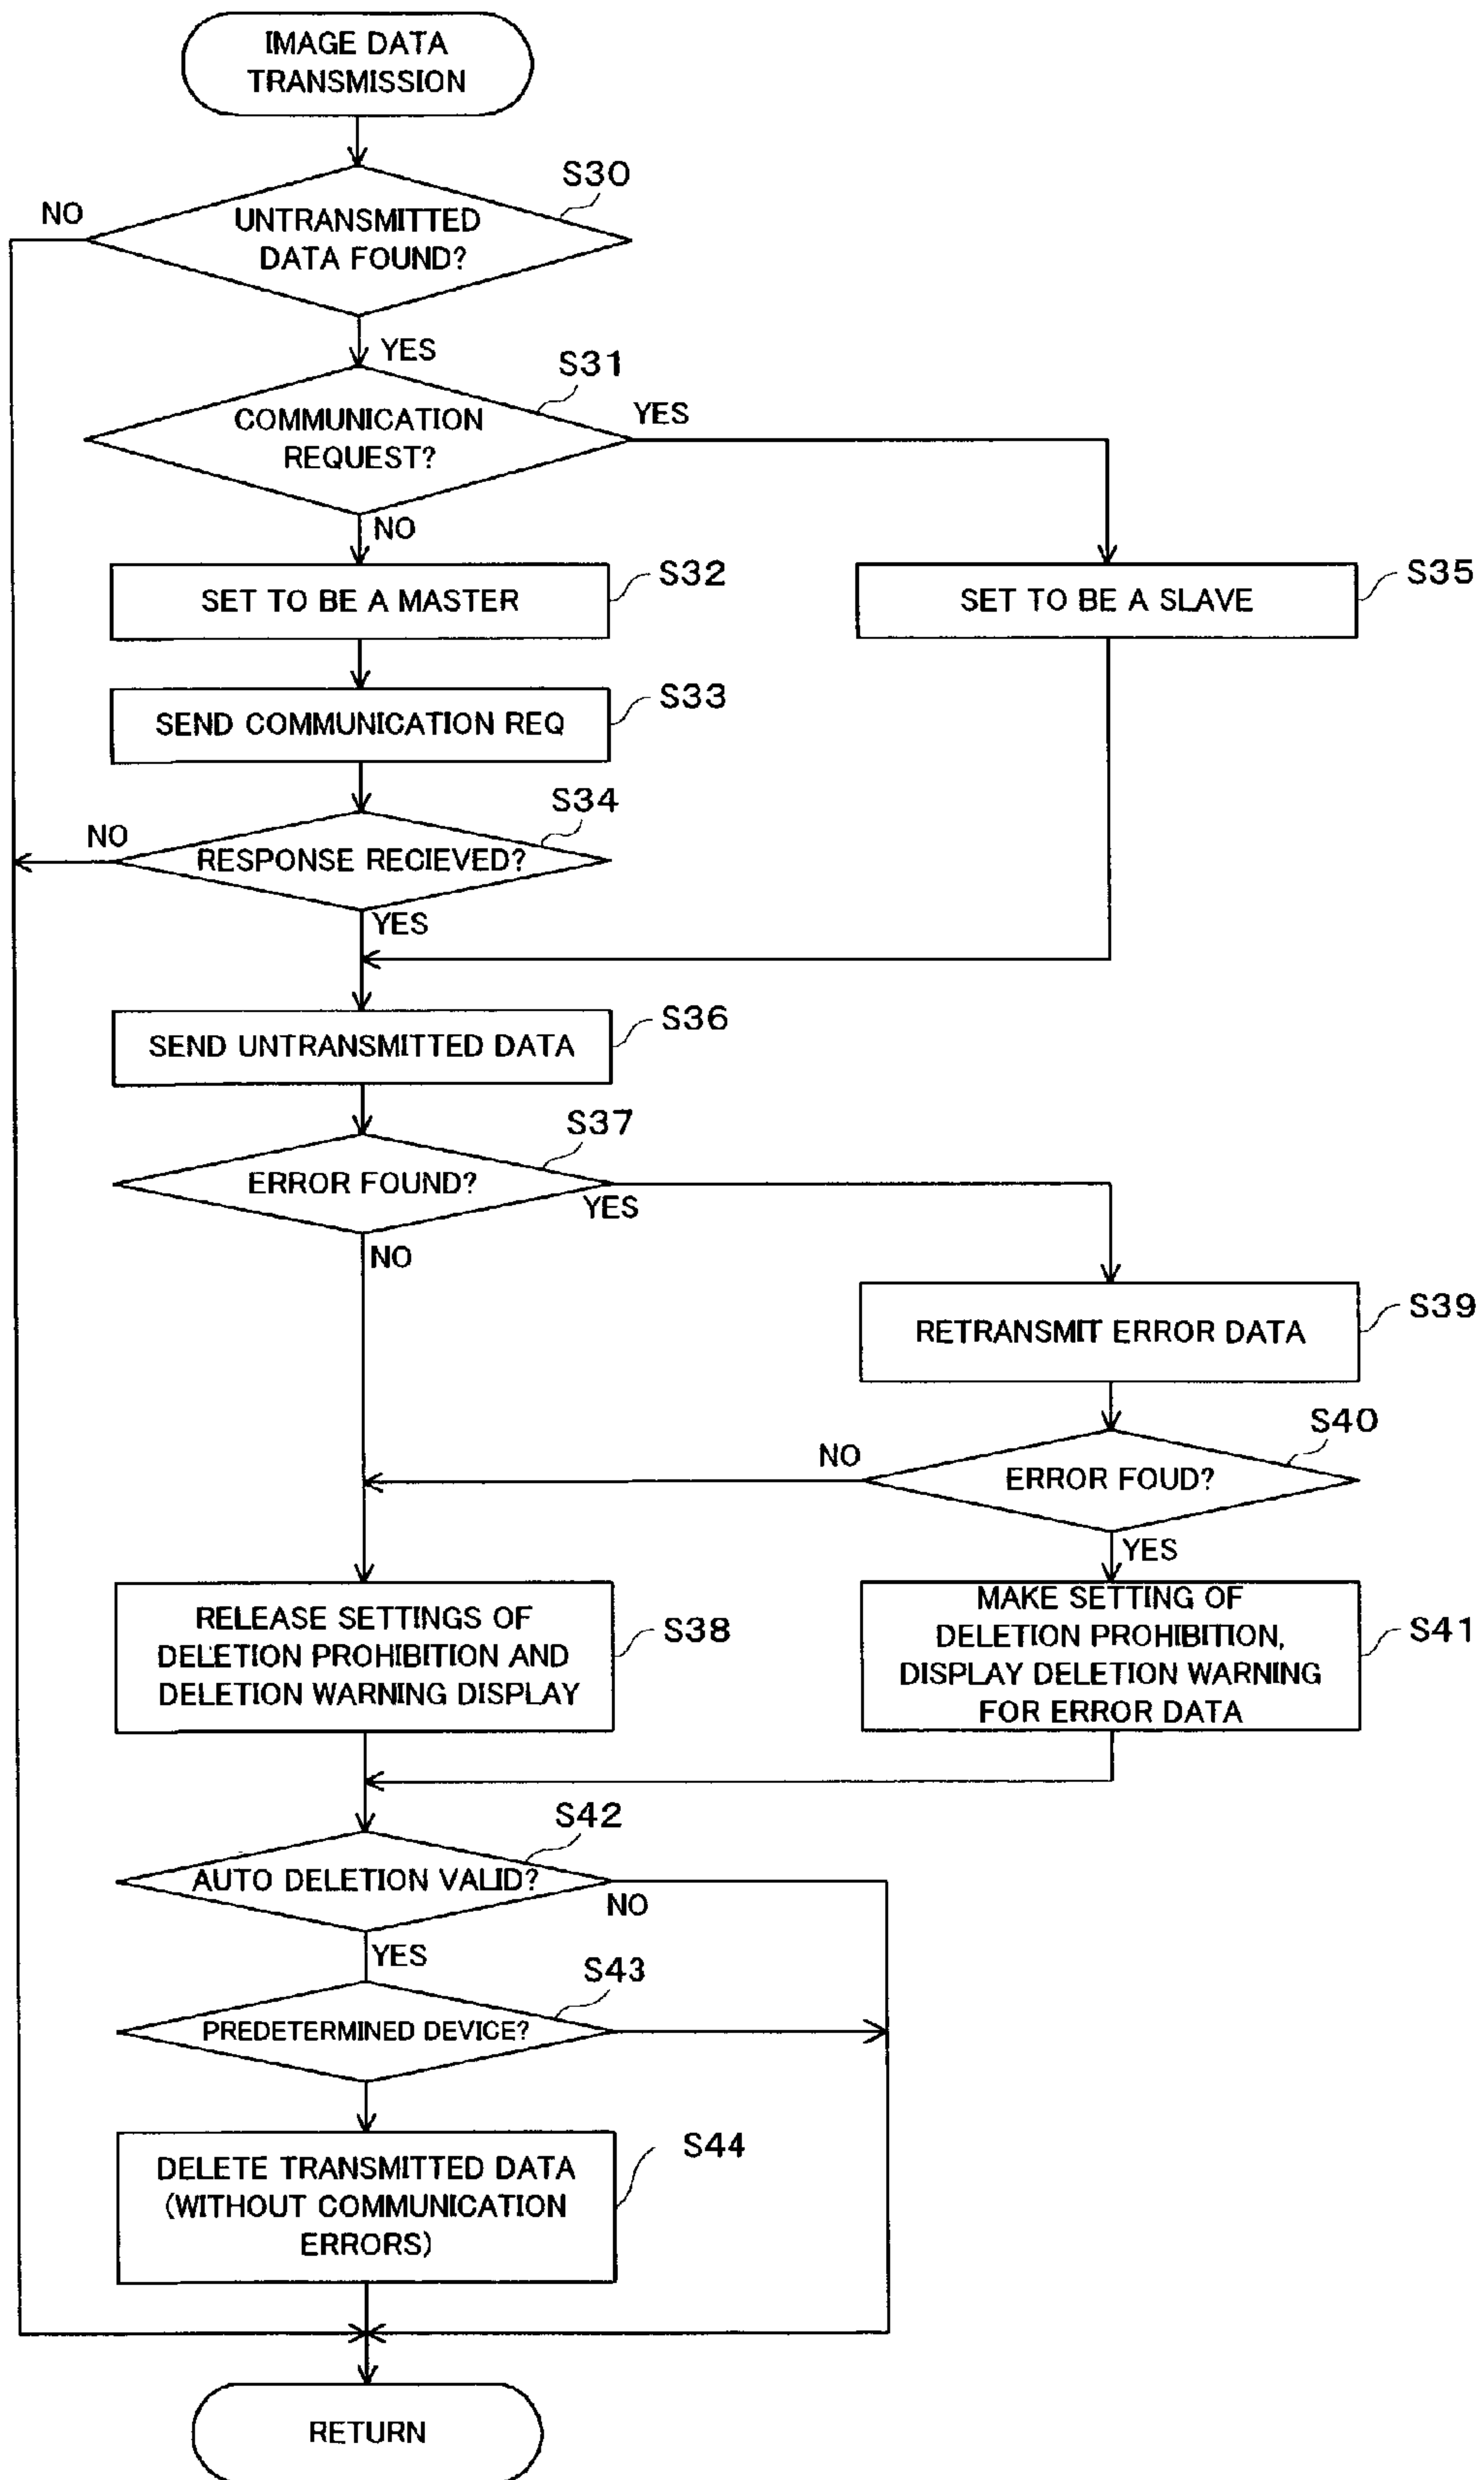 IMAGE DATA
TRANSMISSION
S30
NO
UNTRANSMITTED
DATA FOUND?
YES
S31
COMMUNICATION
REQUEST?
YES
NO
SET TO BE A MASTER
S32
SET TO BE A SLAVE
S35
SEND COMMUNICATION REQ
S33
S34
NO
RESPONSE RECIEVED?
YES
SEND UNTRANSMITTED DATA
S36
S37
ERROR FOUND?
YES
NO
RETRANSMIT ERROR DATA
S39
S40
NO
ERROR FOUD?
YES
RELEASE SETTINGS OF
DELETION PROHIBITION AND
DELETION WARNING DISPLAY
S38
MAKE SETTING OF
DELETION PROHIBITION,
DISPLAY DELETION WARNING
FOR ERROR DATA
S41
S42
AUTO DELETION VALID?
NO
YES
S43
PREDETERMINED DEVICE?
DELETE TRANSMITTED DATA
(WITHOUT COMMUNICATION
ERRORS)
S44
RETURN